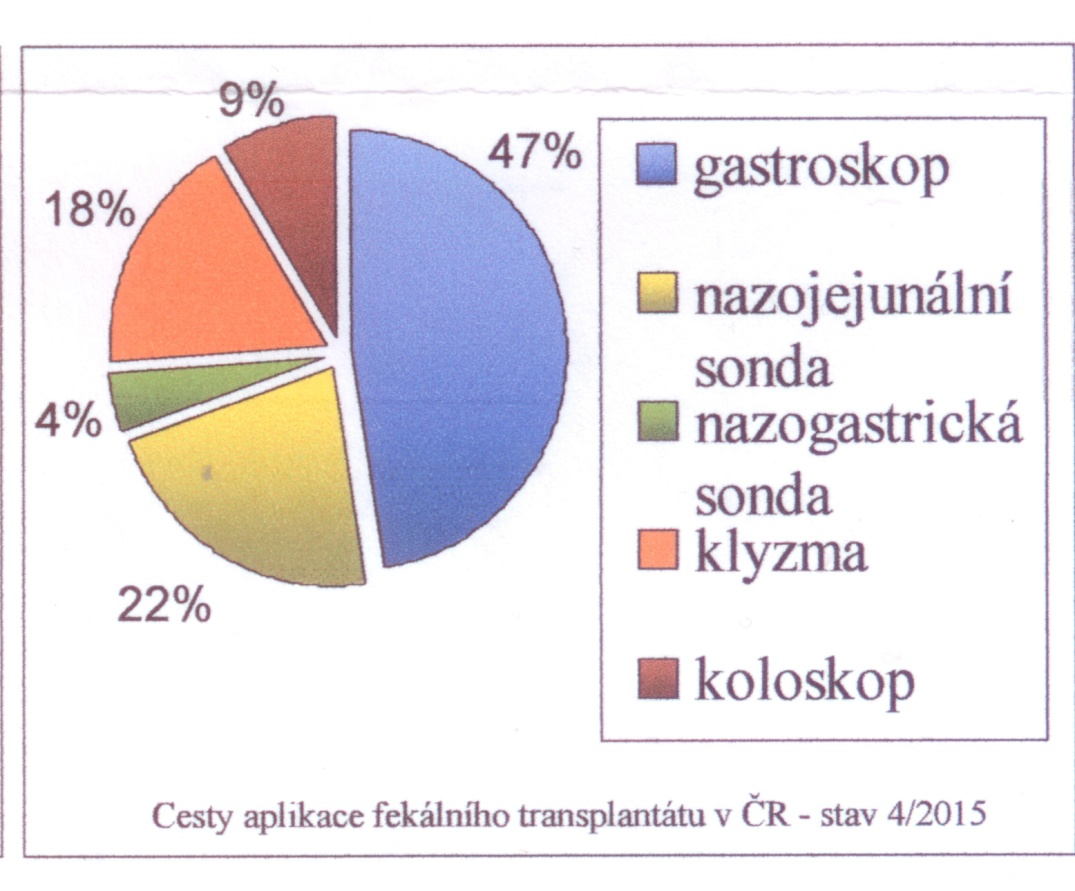 9%
47%
18%
4%
22%
gastroskop
nazojejunální
sonda
nazogastrická
sonda
klyzma
koloskop
Cesty aplikace fekálního transplantátu v ČR - stav 4/2015